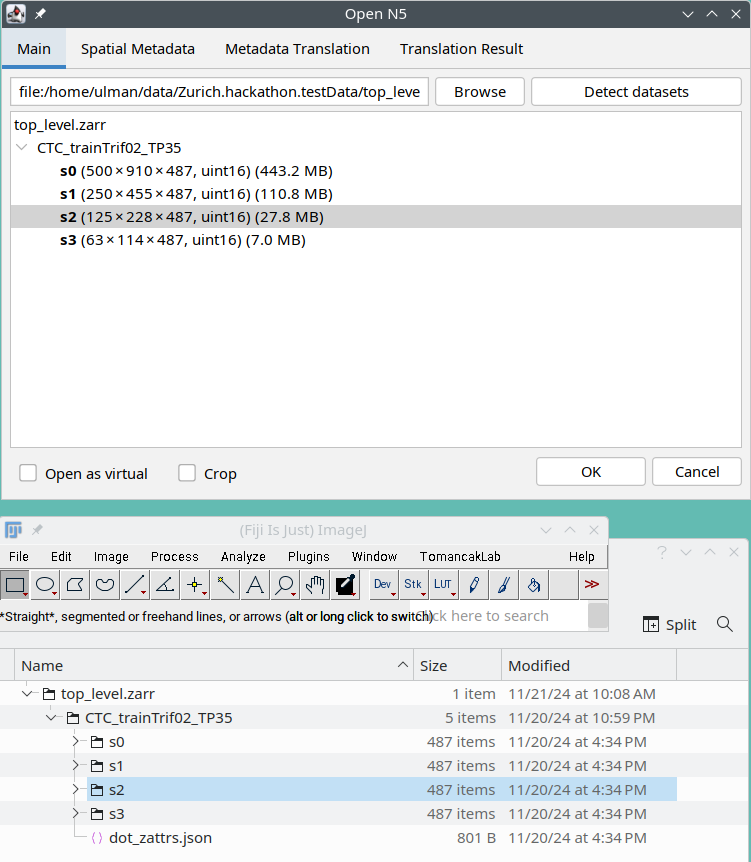 Open N5
Main Spatial Metadata Metadata Translation Translation Result
file:/home/ulman/data/Zurich.hackathon.testData/top_leve Browse Detect datasets
top_level.zarr
CTC_trainTrif02_TP35
s0 (500×910×487, uint16) (443.2 MB)
s1 (250×455×487, uint16) (110.8 MB)
s2 (125×228×487, uint16) (27.8 MB)
s3 (63×114×487, uint16) (7.0 MB)
Open as virtual Crop OK Cancel
(Fiji Is Just) ImageJ
File Edit Image Process Analyze Plugins Window TomancakLab Help
A Dev Stk LUT >>
*Straight*, segmented or freehand lines, or arrows (alt or long click to switch) Click here to search
Split
Name Size Modified
top_level.zarr 1 item 11/21/24 at 10:08 AM
CTC_trainTrif02_TP35 5 items 11/20/24 at 10:59 PM
s0 487 items 11/20/24 at 4:34 PM
s1 487 items 11/20/24 at 4:34 PM
s2 487 items 11/20/24 at 4:34 PM
s3 487 items 11/20/24 at 4:34 PM
dot_zattrs.json 801 B 11/20/24 at 4:34 PM